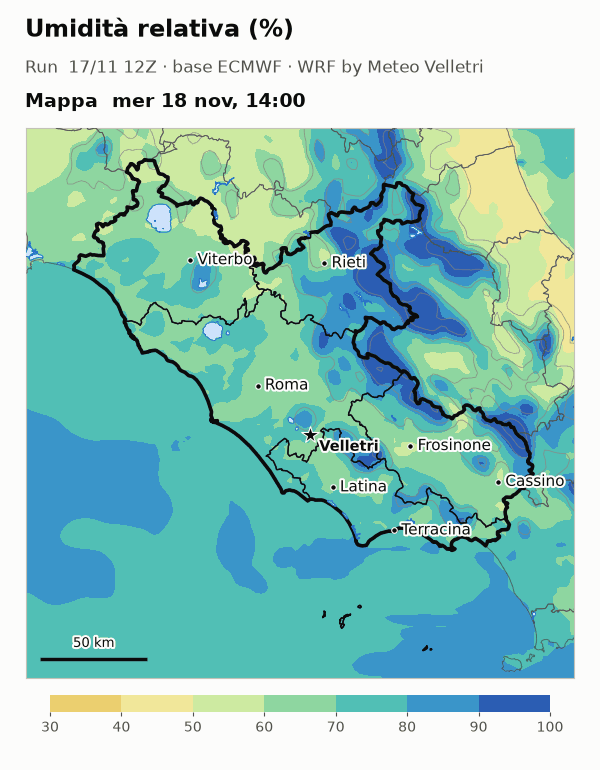 Umidità relativa (%)
Run  17/11 12Z · base ECMWF · WRF by Meteo Velletri
Mappa  mer 18 nov, 14:00
Viterbo
Rieti
Roma
Velletri
Frosinone
Cassino
Latina
Terracina
50 km
30 40 50 60 70 80 90 100